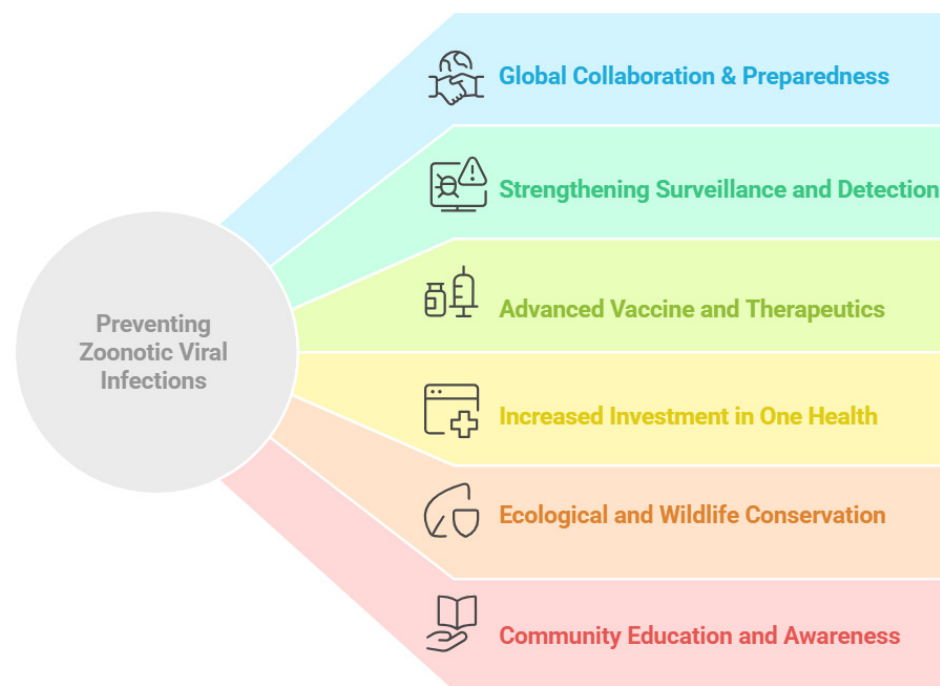 Global Collaboration & Preparedness
Strengthening Surveillance and Detection
Advanced Vaccine and Therapeutics
Preventing
Zoonotic Viral
Infections
Increased Investment in One Health
Ecological and Wildlife Conservation
Community Education and Awareness